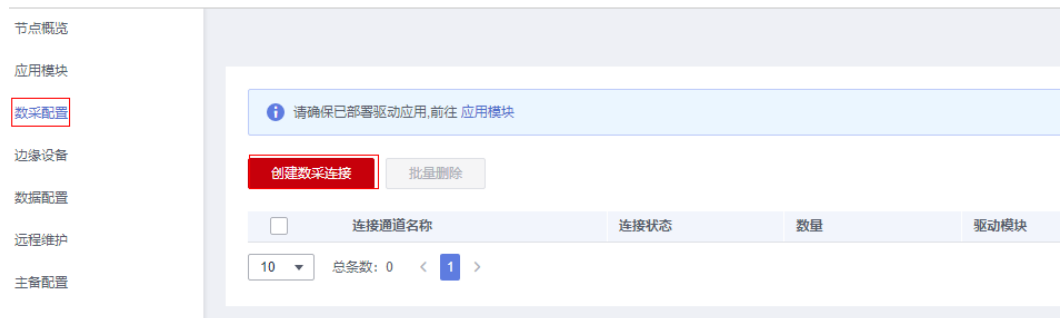 节点概览
应用模块
数采配置
边缘设备
数据配置
远程维护
主备配置
请确保已部署驱动应用,前往 应用模块
创建数采连接 批量删除
连接通道名称 连接状态 数量 驱动模块
10 总条数: 0 < 1 >